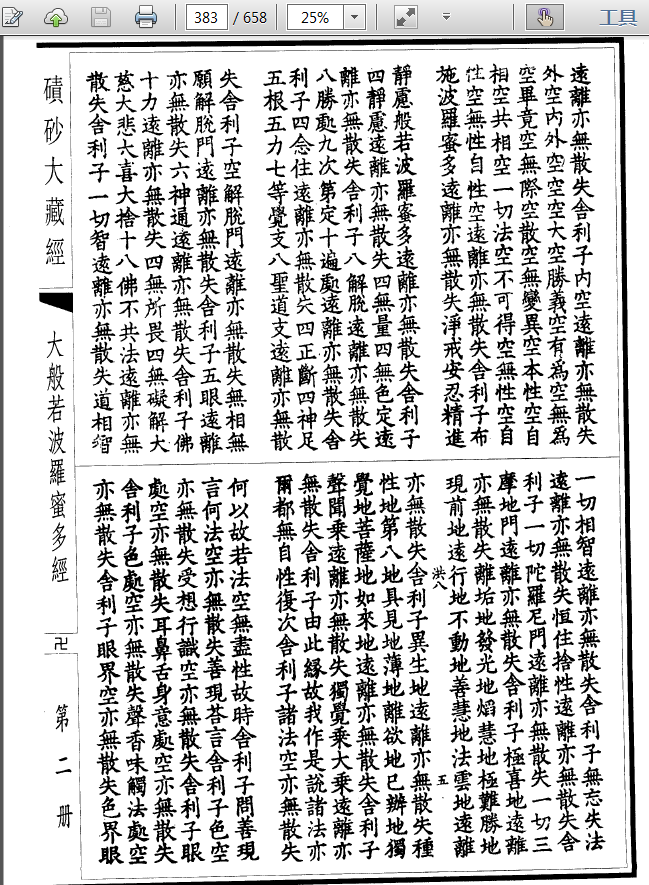 383 / 658 25% 工具
遠離亦無散失舍利子內空遠離亦無散失
外空內外空空空大空勝義空有為空無為
空畢竟空無際空散空無變異空本性空自
相空共相空一切法空不可得空無性空自
性空無性自性空遠離亦無散失舍利子布
施波羅蜜多遠離亦無散失淨戒安忍精進
靜慮般若波羅蜜多遠離亦無散失舍利子
四靜慮遠離亦無散失四無量四無色定遠
離亦無散失舍利子八解脫遠離亦無散失
八勝處九次第定十遍處遠離亦無散失舍
利子四念住遠離亦無散失四正斷四神足
五根五力七等覺支八聖道支遠離亦無散
失舍利子空解脫門遠離亦無散失無相無
願解脫門遠離亦無散失舍利子五眼遠離
亦無散失六神通遠離亦無散失舍利子佛
十力遠離亦無散失四無所畏四無礙解大
慈大悲大喜大捨十八佛不共法遠離亦無
散失舍利子一切智遠離亦無散失道相智
一切相智遠離亦無散失舍利子無忘失法
遠離亦無散失恒住捨性遠離亦無散失舍
利子一切陀羅尼門遠離亦無散失一切三
摩地門遠離亦無散失舍利子極喜地遠離
亦無散失離垢地發光地焰慧地極難勝地
現前地遠行地不動地善慧地法雲地遠離
洪八 五
亦無散失舍利子異生地遠離亦無散失種
性地第八地具見地薄地離欲地已辦地獨
覺地菩薩地如來地遠離亦無散失舍利子
聲聞乘遠離亦無散失獨覺乘大乘遠離亦
無散失舍利子由此緣故我作是說諸法亦
爾都無自性復次舍利子諸法空亦無散失
何以故若法空無盡性故時舍利子問善現
言何法空亦無散失善現荅言舍利子色空
亦無散失受想行識空亦無散失舍利子眼
處空亦無散失耳鼻舌身意處空亦無散失
舍利子色處空亦無散失聲香味觸法處空
亦無散失舍利子眼界空亦無散失色界眼
磧砂大藏經
大般若波羅蜜多經
卍
第二冊